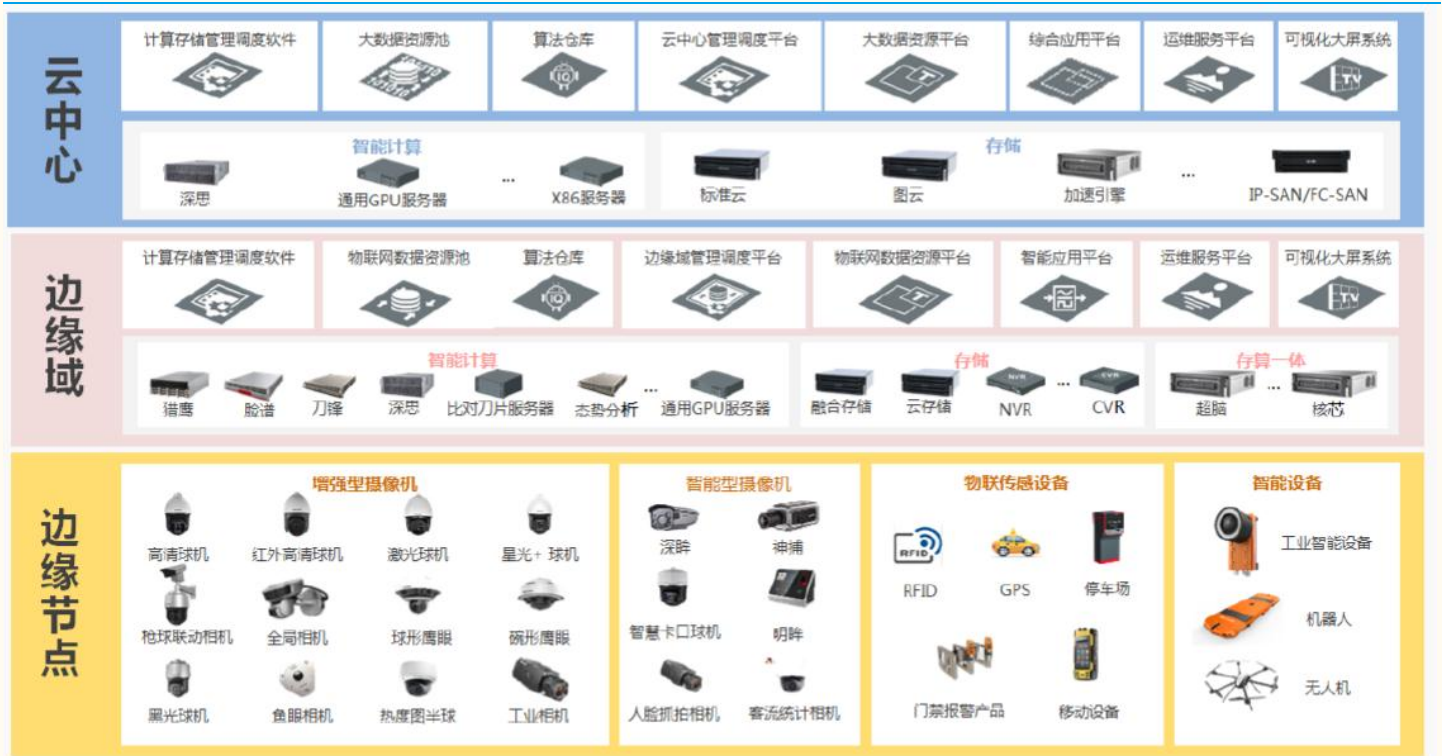 云中心
计算存储管理调度软件
大数据资源池
算法仓库
云中心管理调度平台
大数据资源平台
综合应用平台
运维服务平台
可视化大屏系统
IQ
T
TV
智能计算
深思
通用GPU服务器
...
X86服务器
存储
标准云
图云
加速引擎
...
IP-SAN/FC-SAN
边缘域
计算存储管理调度软件
物联网数据资源池
算法仓库
边缘域管理调度平台
物联网数据资源平台
智能应用平台
运维服务平台
可视化大屏系统
IQ
T
TV
智能计算
猎鹰
脸谱
刀锋
深思
比对刀片服务器
态势分析
...
通用GPU服务器
存储
融合存储
云存储
NVR
NVR
...
CVR
CVR
存算一体
超脑
...
核芯
边缘节点
增强型摄像机
高清球机
红外高清球机
激光球机
星光+ 球机
枪球联动相机
全局相机
球形鹰眼
碗形鹰眼
黑光球机
鱼眼相机
热度图半球
工业相机
智能型摄像机
深眸
神捕
智慧卡口球机
明眸
人脸抓拍相机
客流统计相机
物联传感设备
RFID
RFID
GPS
停车场
门禁报警产品
移动设备
智能设备
工业智能设备
机器人
无人机